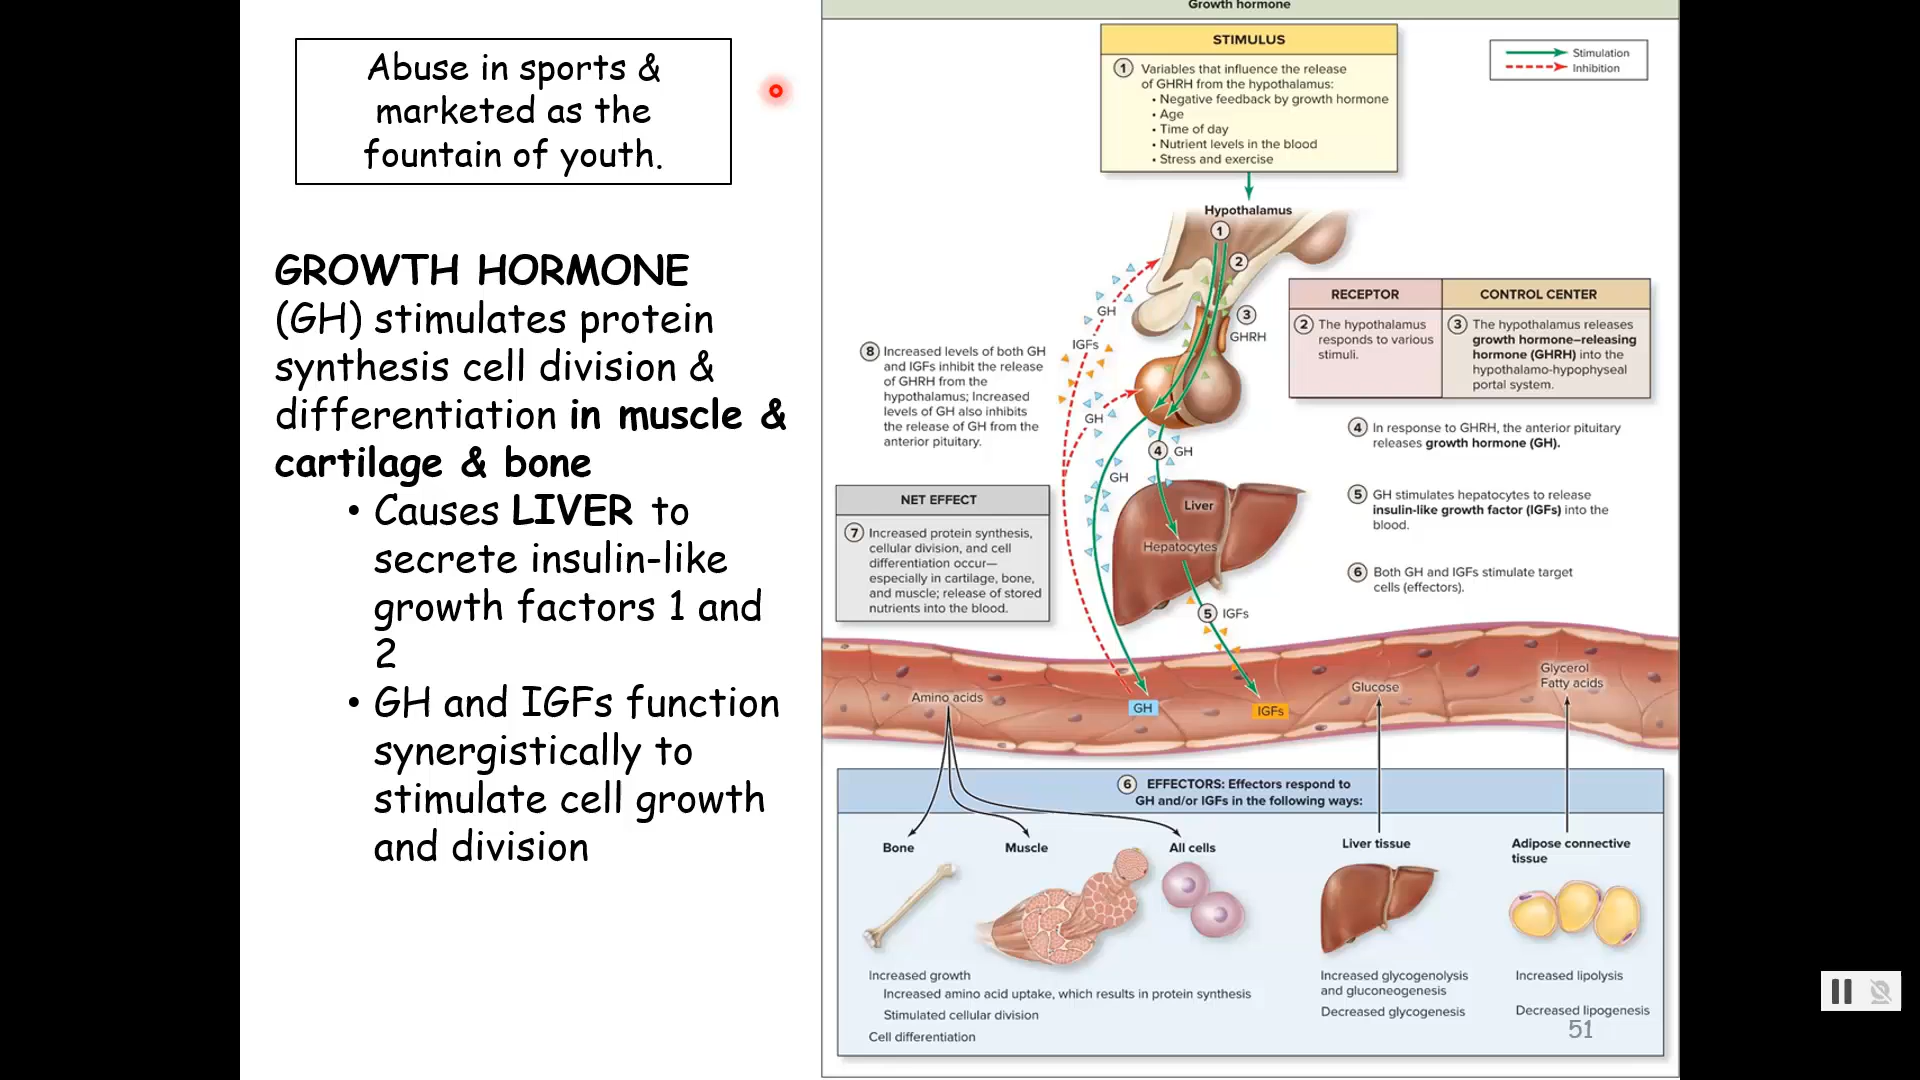 Abuse in sports &
marketed as the
fountain of youth.
GROWTH HORMONE
(GH) stimulates protein
synthesis cell division &
differentiation in muscle &
cartilage & bone
• Causes LIVER to
secrete insulin-like
growth factors 1 and
2
• GH and IGFs function
synergistically to
stimulate cell growth
and division
Growth hormone
STIMULUS
1 Variables that influence the release
of GHRH from the hypothalamus:
• Negative feedback by growth hormone
• Age
• Time of day
• Nutrient levels in the blood
• Stress and exercise
Stimulation
Inhibition
Hypothalamus
1
2
3
GHRH
GH
IGFs
GH
GH
4 GH
RECEPTOR
2 The hypothalamus
responds to various
stimuli.
CONTROL CENTER
3 The hypothalamus releases
growth hormone–releasing
hormone (GHRH) into the
hypothalamo-hypophyseal
portal system.
8 Increased levels of both GH
and IGFs inhibit the release
of GHRH from the
hypothalamus; Increased
levels of GH also inhibits
the release of GH from the
anterior pituitary.
4 In response to GHRH, the anterior pituitary
releases growth hormone (GH).
5 GH stimulates hepatocytes to release
insulin-like growth factor (IGFs) into the
blood.
6 Both GH and IGFs stimulate target
cells (effectors).
NET EFFECT
7 Increased protein synthesis,
cellular division, and cell
differentiation occur—
especially in cartilage, bone,
and muscle; release of stored
nutrients into the blood.
Liver
Hepatocytes
5 IGFs
Amino acids
GH
IGFs
Glucose
Glycerol
Fatty acids
6 EFFECTORS: Effectors respond to
GH and/or IGFs in the following ways:
Bone
Muscle
All cells
Liver tissue
Adipose connective
tissue
Increased growth
Increased amino acid uptake, which results in protein synthesis
Stimulated cellular division
Cell differentiation
Increased glycogenolysis
and gluconeogenesis
Decreased glycogenesis
Increased lipolysis
Decreased lipogenesis
51